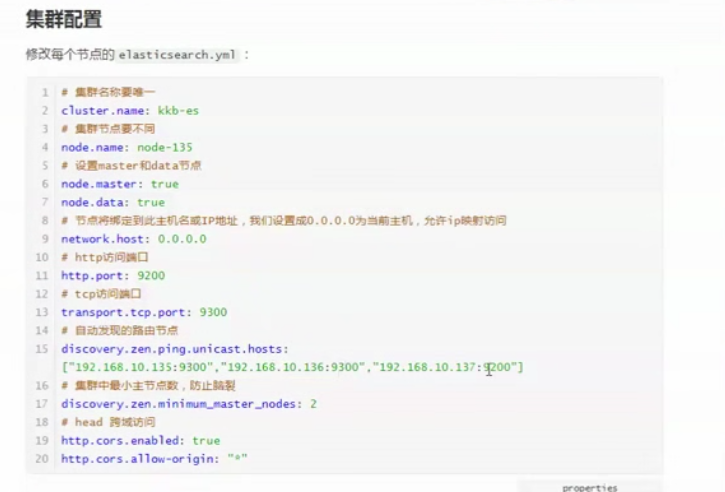 集群配置
修改每个节点的 elasticsearch.yml :
1 # 集群名称要唯一
2 cluster.name: kkb-es
3 # 集群节点要不同
4 node.name: node-135
5 # 设置master和data节点
6 node.master: true
7 node.data: true
8 # 节点将绑定到此主机名或IP地址，我们设置成0.0.0.0为当前主机，允许ip映射访问
9 network.host: 0.0.0.0
10 # http访问端口
11 http.port: 9200
12 # tcp访问端口
13 transport.tcp.port: 9300
14 # 自动发现的路由节点
15 discovery.zen.ping.unicast.hosts:
["192.168.10.135:9300","192.168.10.136:9300","192.168.10.137:9200"]
16 # 集群中最小主节点数，防止脑裂
17 discovery.zen.minimum_master_nodes: 2
18 # head 跨域访问
19 http.cors.enabled: true
20 http.cors.allow-origin: "*"
properties